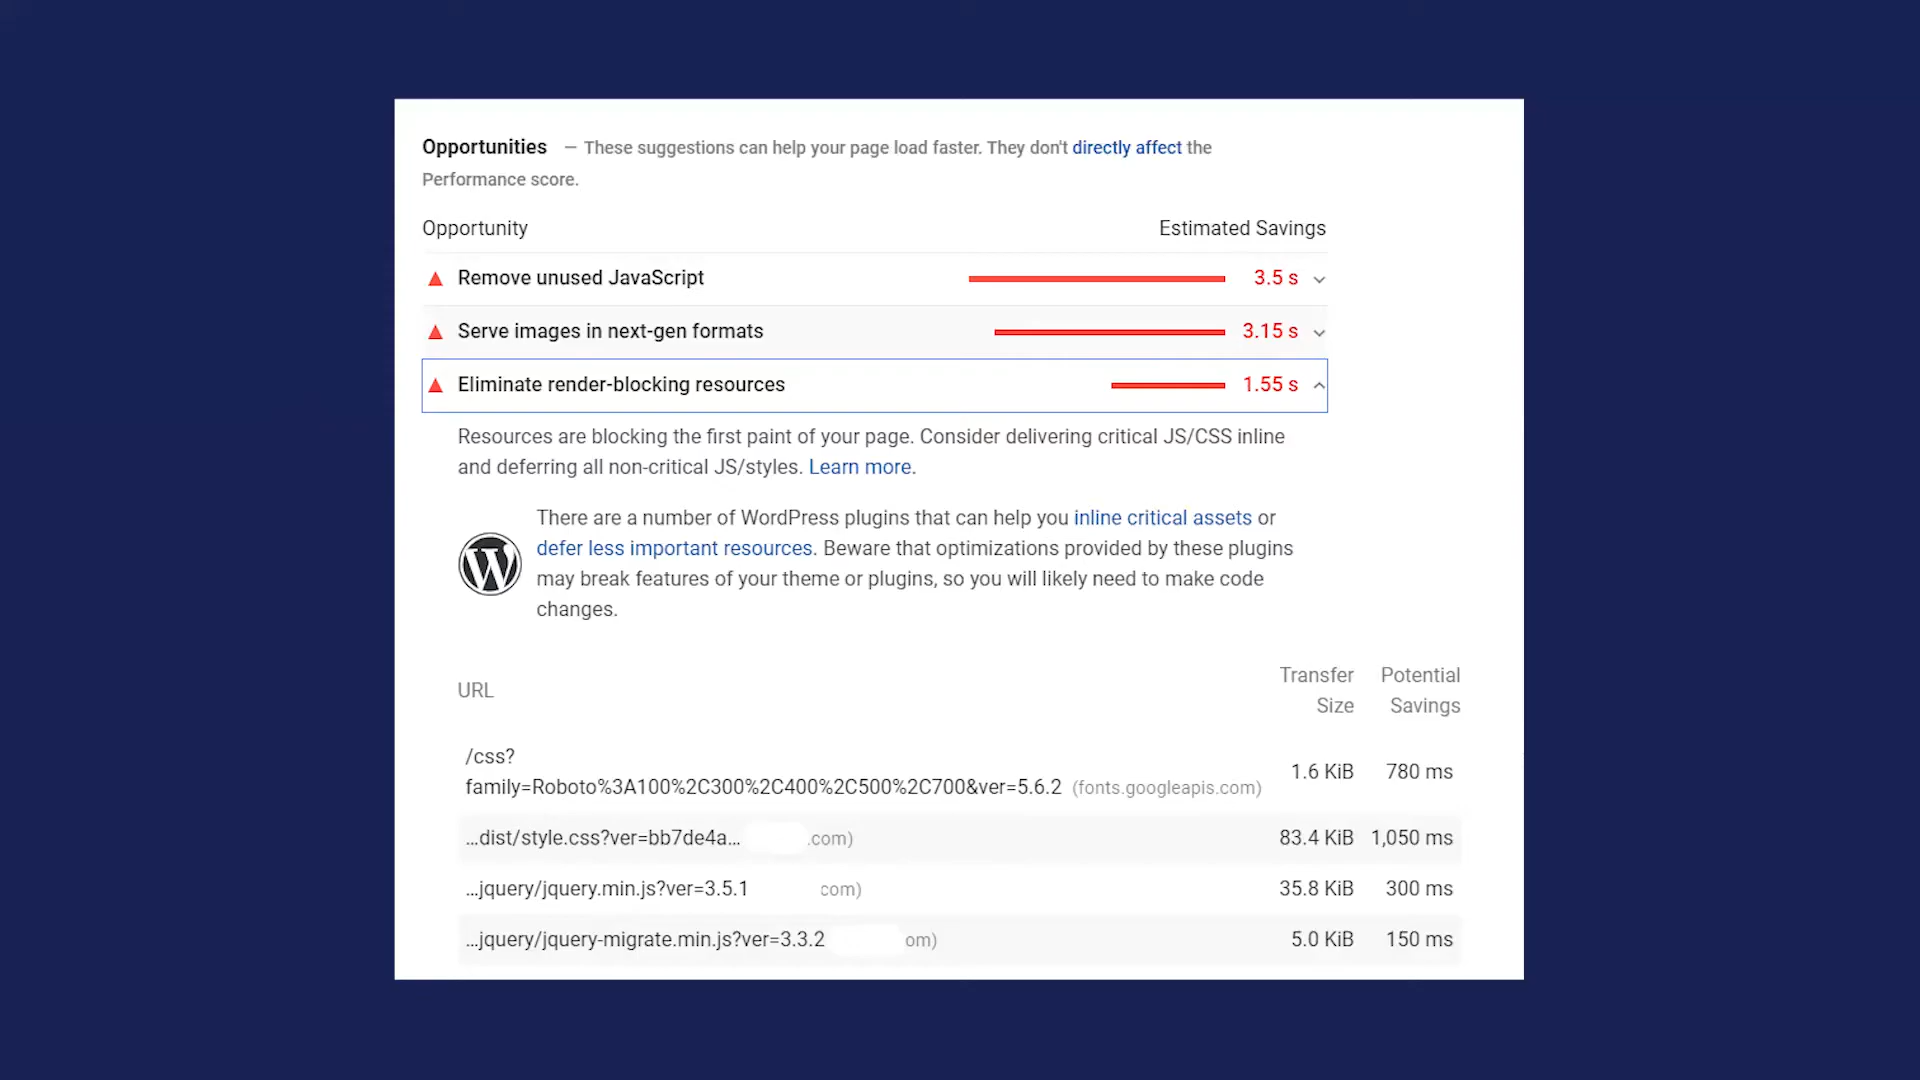 Opportunities — These suggestions can help your page load faster. They don't directly affect the
Performance score.
Opportunity Estimated Savings
Remove unused JavaScript 3.5 s
Serve images in next-gen formats 3.15 s
Eliminate render-blocking resources 1.55 s
Resources are blocking the first paint of your page. Consider delivering critical JS/CSS inline
and deferring all non-critical JS/styles. Learn more.
There are a number of WordPress plugins that can help you inline critical assets or
defer less important resources. Beware that optimizations provided by these plugins
may break features of your theme or plugins, so you will likely need to make code
changes.
URL Transfer Size Potential Savings
/css?
family=Roboto%3A100%2C300%2C400%2C500%2C700&ver=5.6.2 (fonts.googleapis.com) 1.6 KiB 780 ms
…dist/style.css?ver=bb7de4a… .com) 83.4 KiB 1,050 ms
…jquery/jquery.min.js?ver=3.5.1 com) 35.8 KiB 300 ms
…jquery/jquery-migrate.min.js?ver=3.3.2 om) 5.0 KiB 150 ms